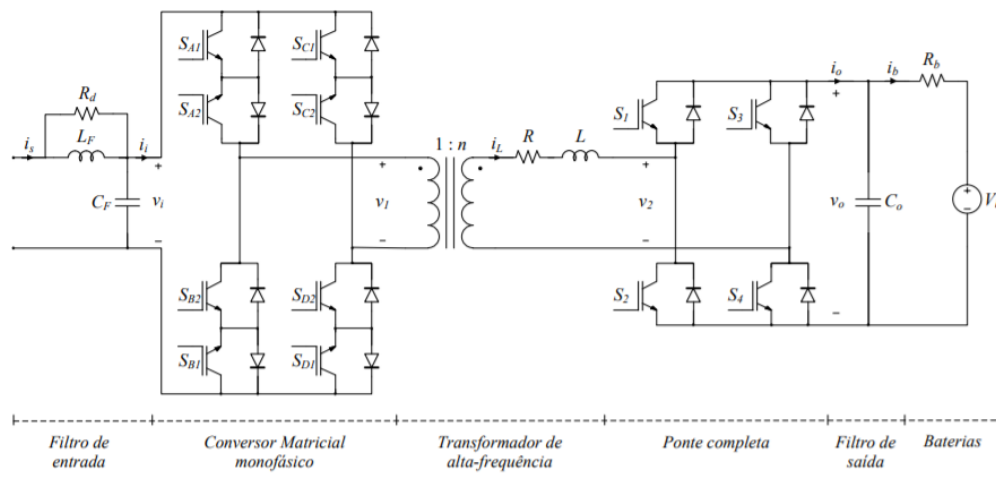 S_A1
S_C1
R_d
S_A2
S_C2
i_o
i_b
R_b
+
S_1
S_3
i_s
L_F
i_i
1 : n
i_L
R
L
+
+
+
C_F
v_i
v_1
v_2
v_o
C_o
+
−
−
−
−
S_B2
S_D2
S_2
S_4
−
S_B1
S_D1
Filtro de
entrada
Conversor Matricial
monofásico
Transformador de
alta-frequência
Ponte completa
Filtro de
saída
Baterias